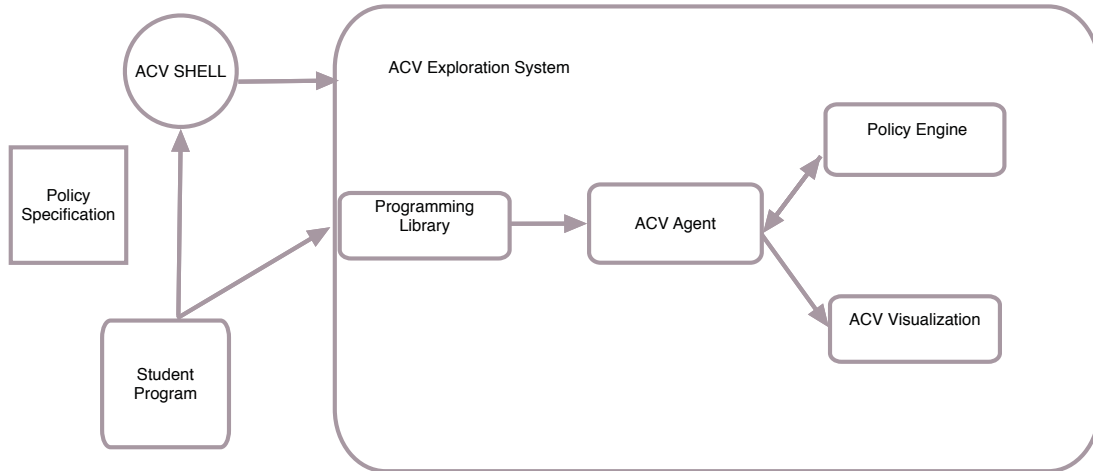 ACV SHELL
ACV Exploration System
Policy Engine
Policy
Specification
Programming
Library
ACV Agent
ACV Visualization
Student
Program